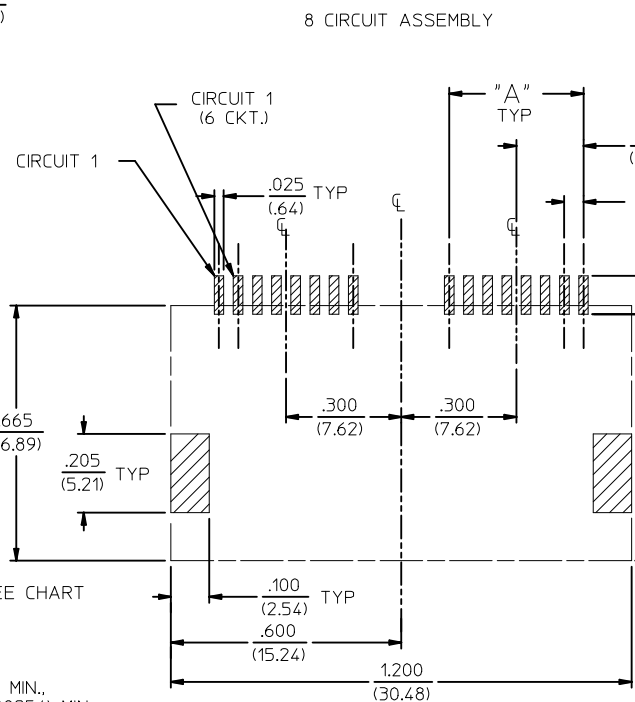 8 CIRCUIT ASSEMBLY
CIRCUIT 1
(6 CKT.)
"A"
TYP
CIRCUIT 1
.025
(.64)
TYP
.300
(7.62)
.300
(7.62)
.205
(5.21)
TYP
.100
(2.54)
TYP
CHART
.600
(15.24)
1.200
(30.48)
MIN.,